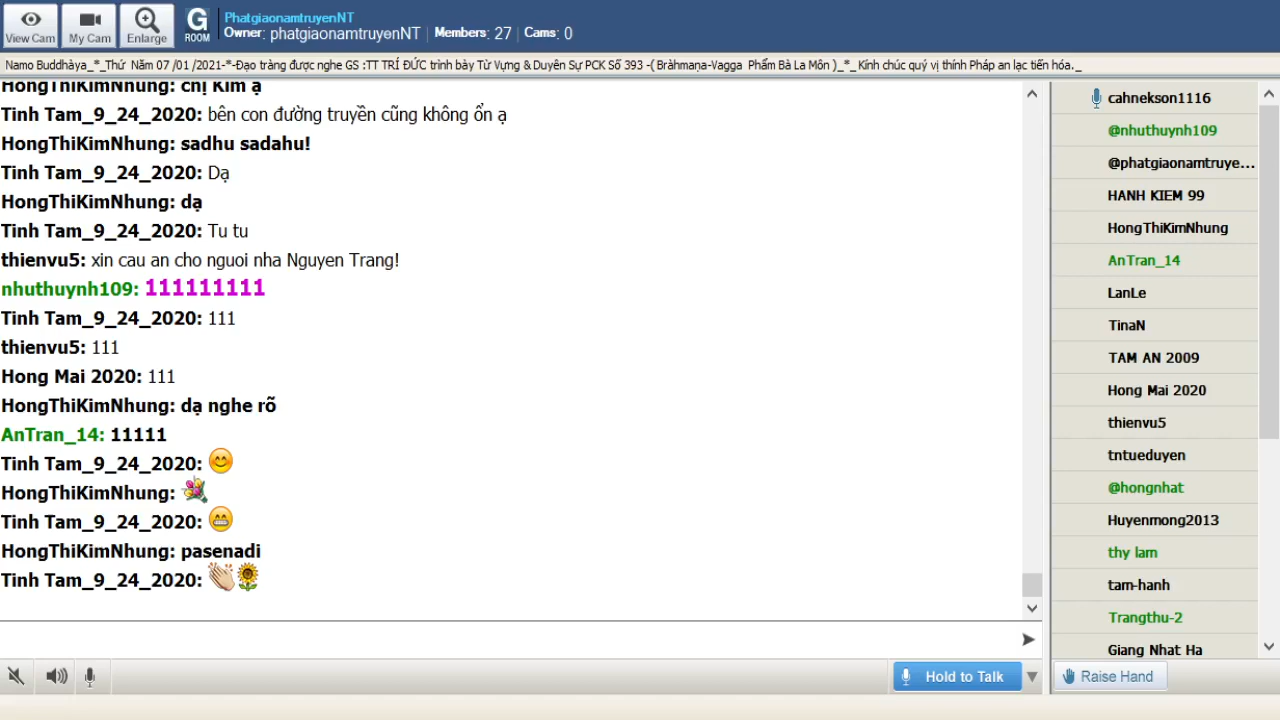 View Cam
My Cam
Enlarge
G
ROOM
PhatgiaonamtruyenNT
Owner: phatgiaonamtruyenNT | Members: 27 | Cams: 0
Namo Buddhàya_*_Thứ Năm 07 /01 /2021-*-Đạo tràng được nghe GS :TT TRÍ ĐỨC trình bày Từ Vựng & Duyên Sự PCK Số 393 -( Bràhmaṇa-Vagga Phẩm Bà La Môn )_*_ Kính chúc quý vị thính Pháp an lạc tiến hóa._
HongThiKimNhung: chị Kim ạ
Tinh Tam_9_24_2020: bên con đường truyền cũng không ổn ạ
HongThiKimNhung: sadhu sadahu!
Tinh Tam_9_24_2020: Dạ
HongThiKimNhung: dạ
Tinh Tam_9_24_2020: Tu tu
thienvu5: xin cau an cho nguoi nha Nguyen Trang!
nhuthuynh109: 111111111
Tinh Tam_9_24_2020: 111
thienvu5: 111
Hong Mai 2020: 111
HongThiKimNhung: dạ nghe rõ
AnTran_14: 11111
Tinh Tam_9_24_2020: 😊
HongThiKimNhung: 💐
Tinh Tam_9_24_2020: 😁
HongThiKimNhung: pasenadi
Tinh Tam_9_24_2020: 👏🌻
cahnekson1116
@nhuthuynh109
@phatgiaonamtruye...
HANH KIEM 99
HongThiKimNhung
AnTran_14
LanLe
TinaN
TAM AN 2009
Hong Mai 2020
thienvu5
tntueduyen
@hongnhat
Huyenmong2013
thy lam
tam-hanh
Trangthu-2
Giang Nhat Ha
Hold to Talk
Raise Hand